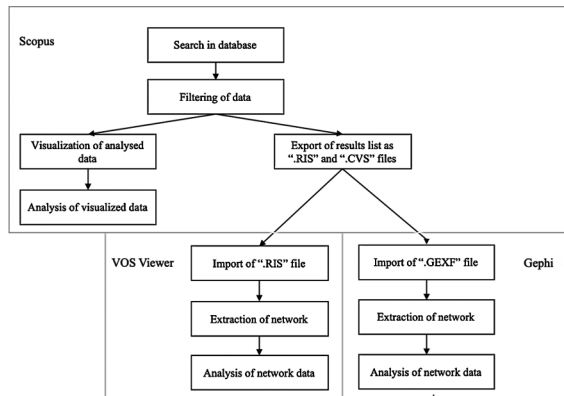 Scopus
Search in database
Filtering of data
Visualization of analysed
data
Export of results list as
“.RIS” and “.CVS” files
Analysis of visualized data
VOS Viewer
Import of “.RIS” file
Extraction of network
Analysis of network data
Import of “.GEXF” file
Gephi
Extraction of network
Analysis of network data